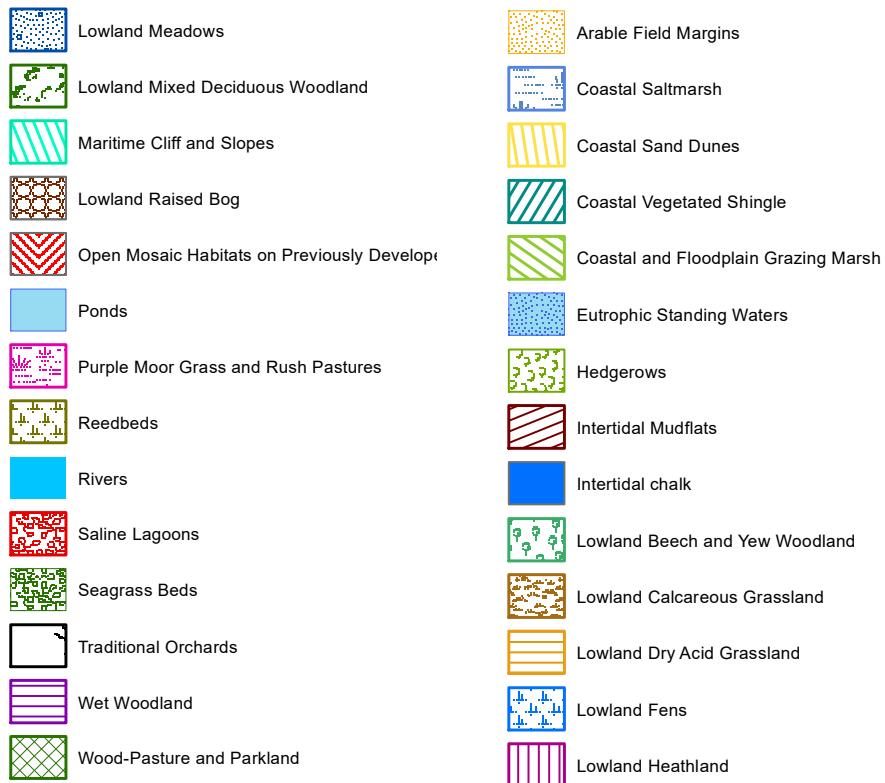 Lowland Meadows
Lowland Mixed Deciduous Woodland
Maritime Cliff and Slopes
Lowland Raised Bog
Open Mosaic Habitats on Previously Develope
Ponds
Purple Moor Grass and Rush Pastures
Reedbeds
Rivers
Saline Lagoons
Seagrass Beds
Traditional Orchards
Wet Woodland
Wood-Pasture and Parkland
Arable Field Margins
Coastal Saltmarsh
Coastal Sand Dunes
Coastal Vegetated Shingle
Coastal and Floodplain Grazing Marsh
Eutrophic Standing Waters
Hedgerows
Intertidal Mudflats
Intertidal chalk
Lowland Beech and Yew Woodland
Lowland Calcareous Grassland
Lowland Dry Acid Grassland
Lowland Fens
Lowland Heathland